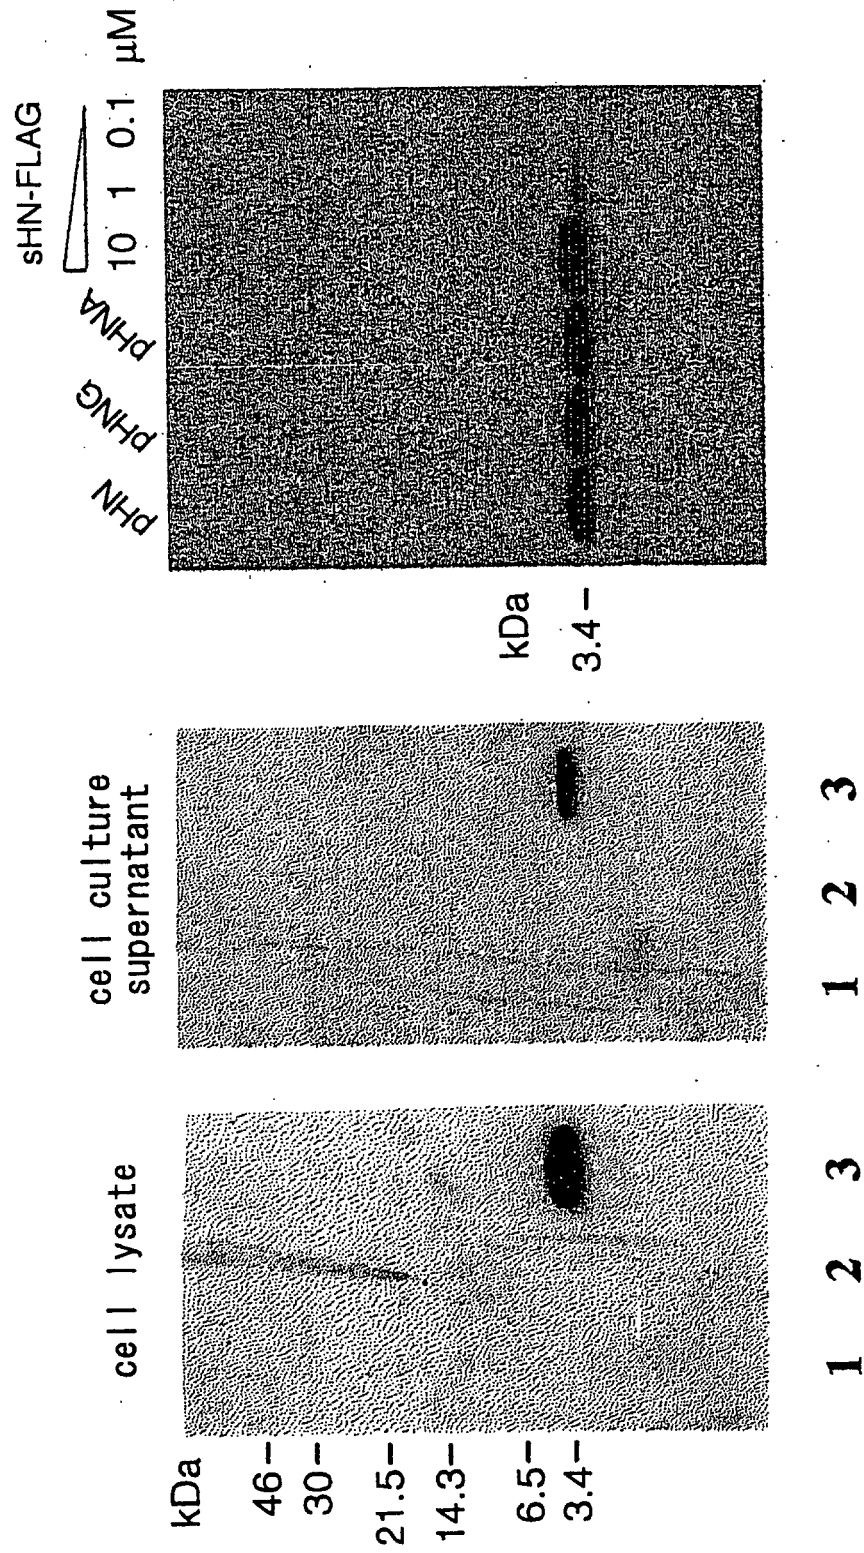 cell lysate
kDa
46-
30-
21.5-
14.3-
6.5-
3.4-
1 2 3
cell culture
supernatant
1 2 3
sHN-FLAG
pHN pHNG pHNA 10 1 0.1 μM
kDa
3.4-